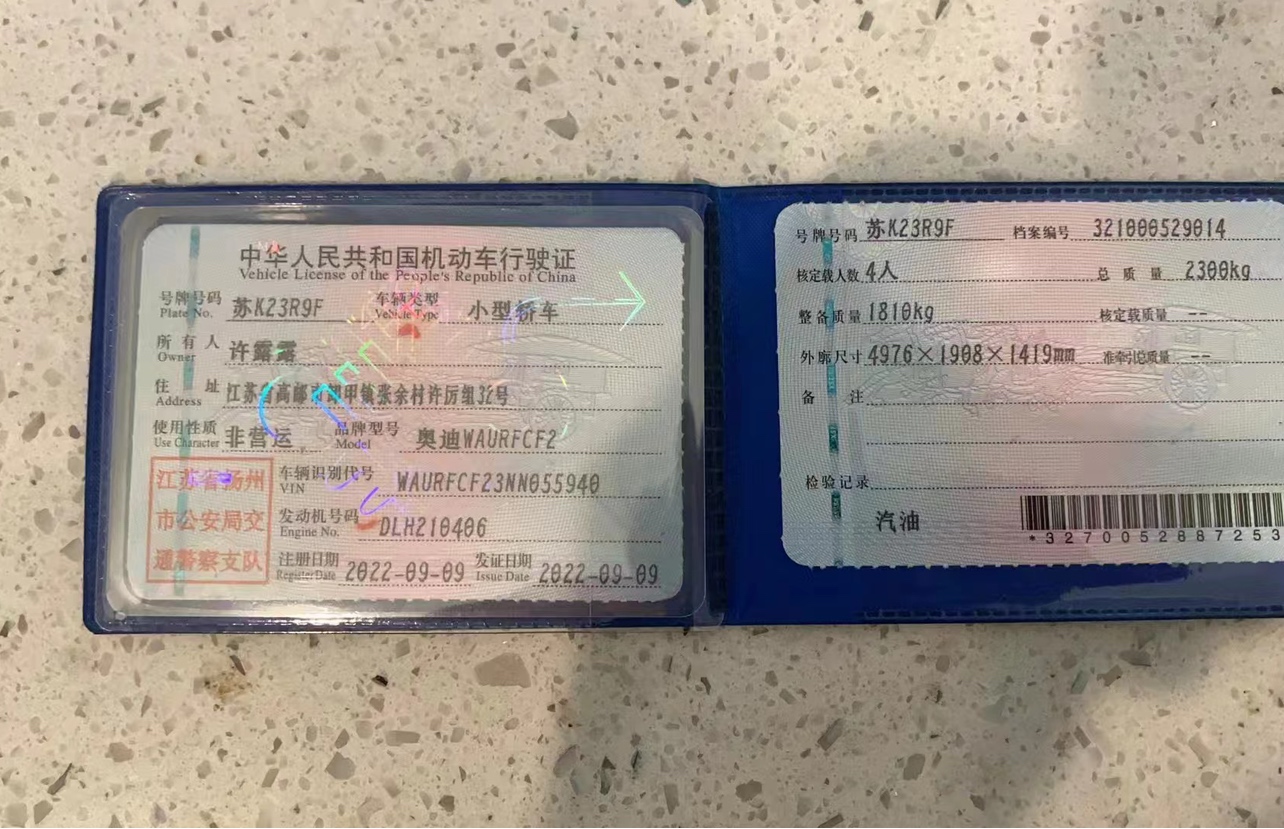 中华人民共和国机动车行驶证
Vehicle License of the People's Republic of China
号牌号码 Plate No. 苏K23R9F 车辆类型 Vehicle Type 小型轿车
所有人 Owner 许露露
住址 Address 江苏省高邮市卸甲镇张余村许厉组32号
使用性质 Use Character 非营运 品牌型号 Model 奥迪WAURFCF2
江苏省扬州
市公安局交
通警察支队
车辆识别代号 VIN WAURFCF23NN055940
发动机号码 Engine No. DLH210406
注册日期 Register Date 2022-09-09 发证日期 Issue Date 2022-09-09
号牌号码 苏K23R9F 档案编号 321000529014
核定载人数 4人 总质量 2300kg
整备质量 1810kg 核定载质量 --
外廓尺寸 4976×1908×1419mm 准牵引总质量 --
备注
检验记录
汽油
*3270052887253